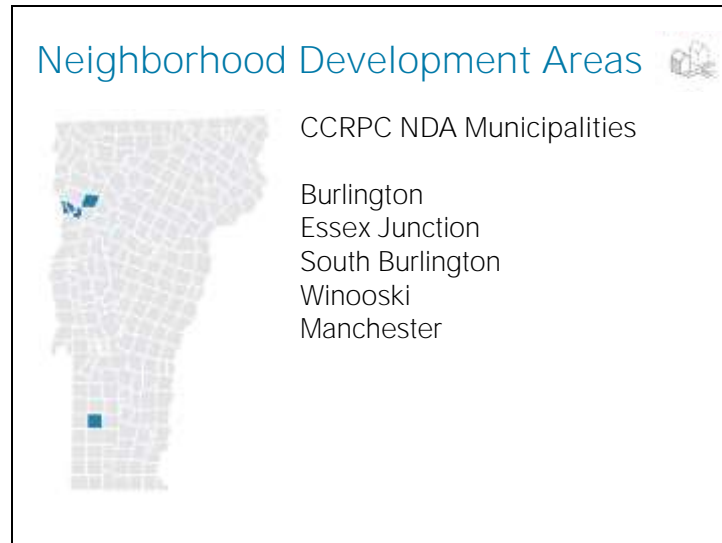 Neighborhood Development Areas
CCRPC NDA Municipalities
Burlington
Essex Junction
South Burlington
Winooski
Manchester